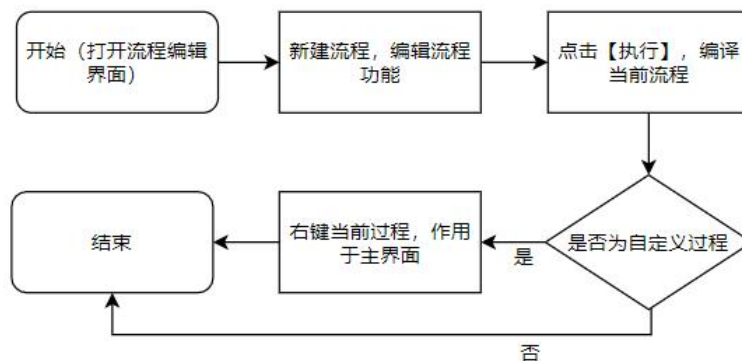 开始（打开流程编辑
界面）
新建流程，编辑流程
功能
点击【执行】，编译
当前流程
是否为自定义过程
是
右键当前过程，作用
于主界面
结束
否